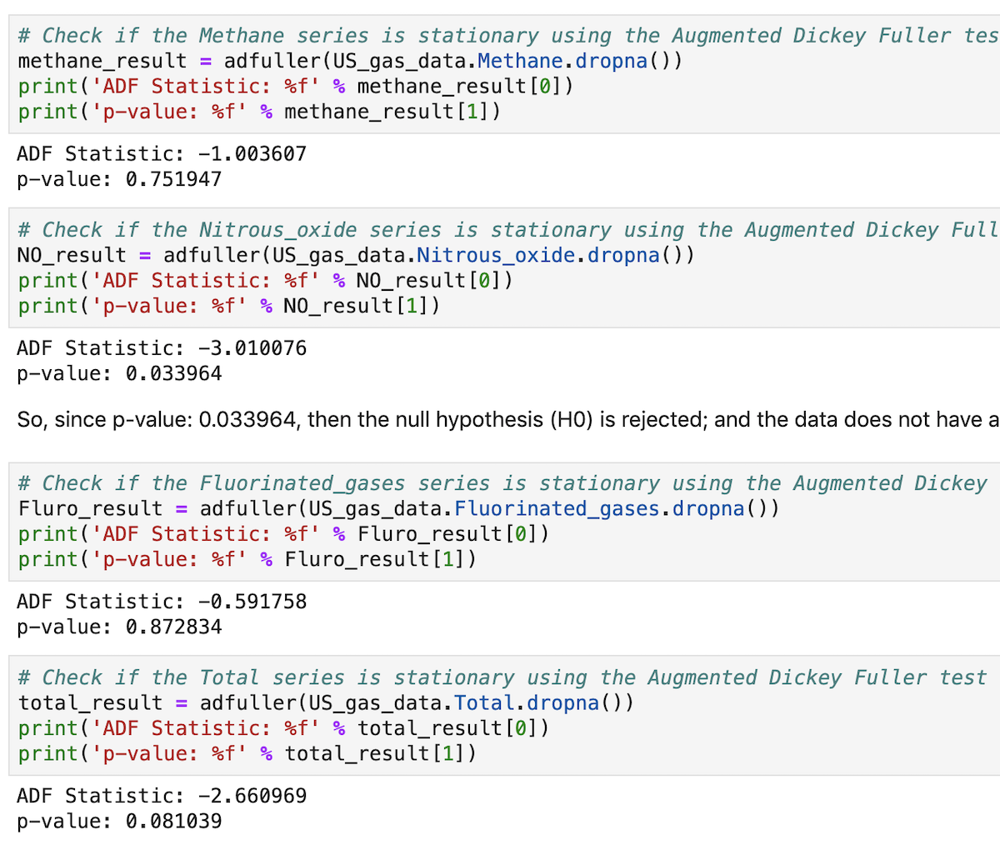 # Check if the Methane series is stationary using the Augmented Dickey Fuller tes
methane_result = adfuller(US_gas_data.Methane.dropna())
print('ADF Statistic: %f' % methane_result[0])
print('p-value: %f' % methane_result[1])
ADF Statistic: -1.003607
p-value: 0.751947
# Check if the Nitrous_oxide series is stationary using the Augmented Dickey Full
NO_result = adfuller(US_gas_data.Nitrous_oxide.dropna())
print('ADF Statistic: %f' % NO_result[0])
print('p-value: %f' % NO_result[1])
ADF Statistic: -3.010076
p-value: 0.033964
So, since p-value: 0.033964, then the null hypothesis (H0) is rejected; and the data does not have a
# Check if the Fluorinated_gases series is stationary using the Augmented Dickey
Fluro_result = adfuller(US_gas_data.Fluorinated_gases.dropna())
print('ADF Statistic: %f' % Fluro_result[0])
print('p-value: %f' % Fluro_result[1])
ADF Statistic: -0.591758
p-value: 0.872834
# Check if the Total series is stationary using the Augmented Dickey Fuller test
total_result = adfuller(US_gas_data.Total.dropna())
print('ADF Statistic: %f' % total_result[0])
print('p-value: %f' % total_result[1])
ADF Statistic: -2.660969
p-value: 0.081039